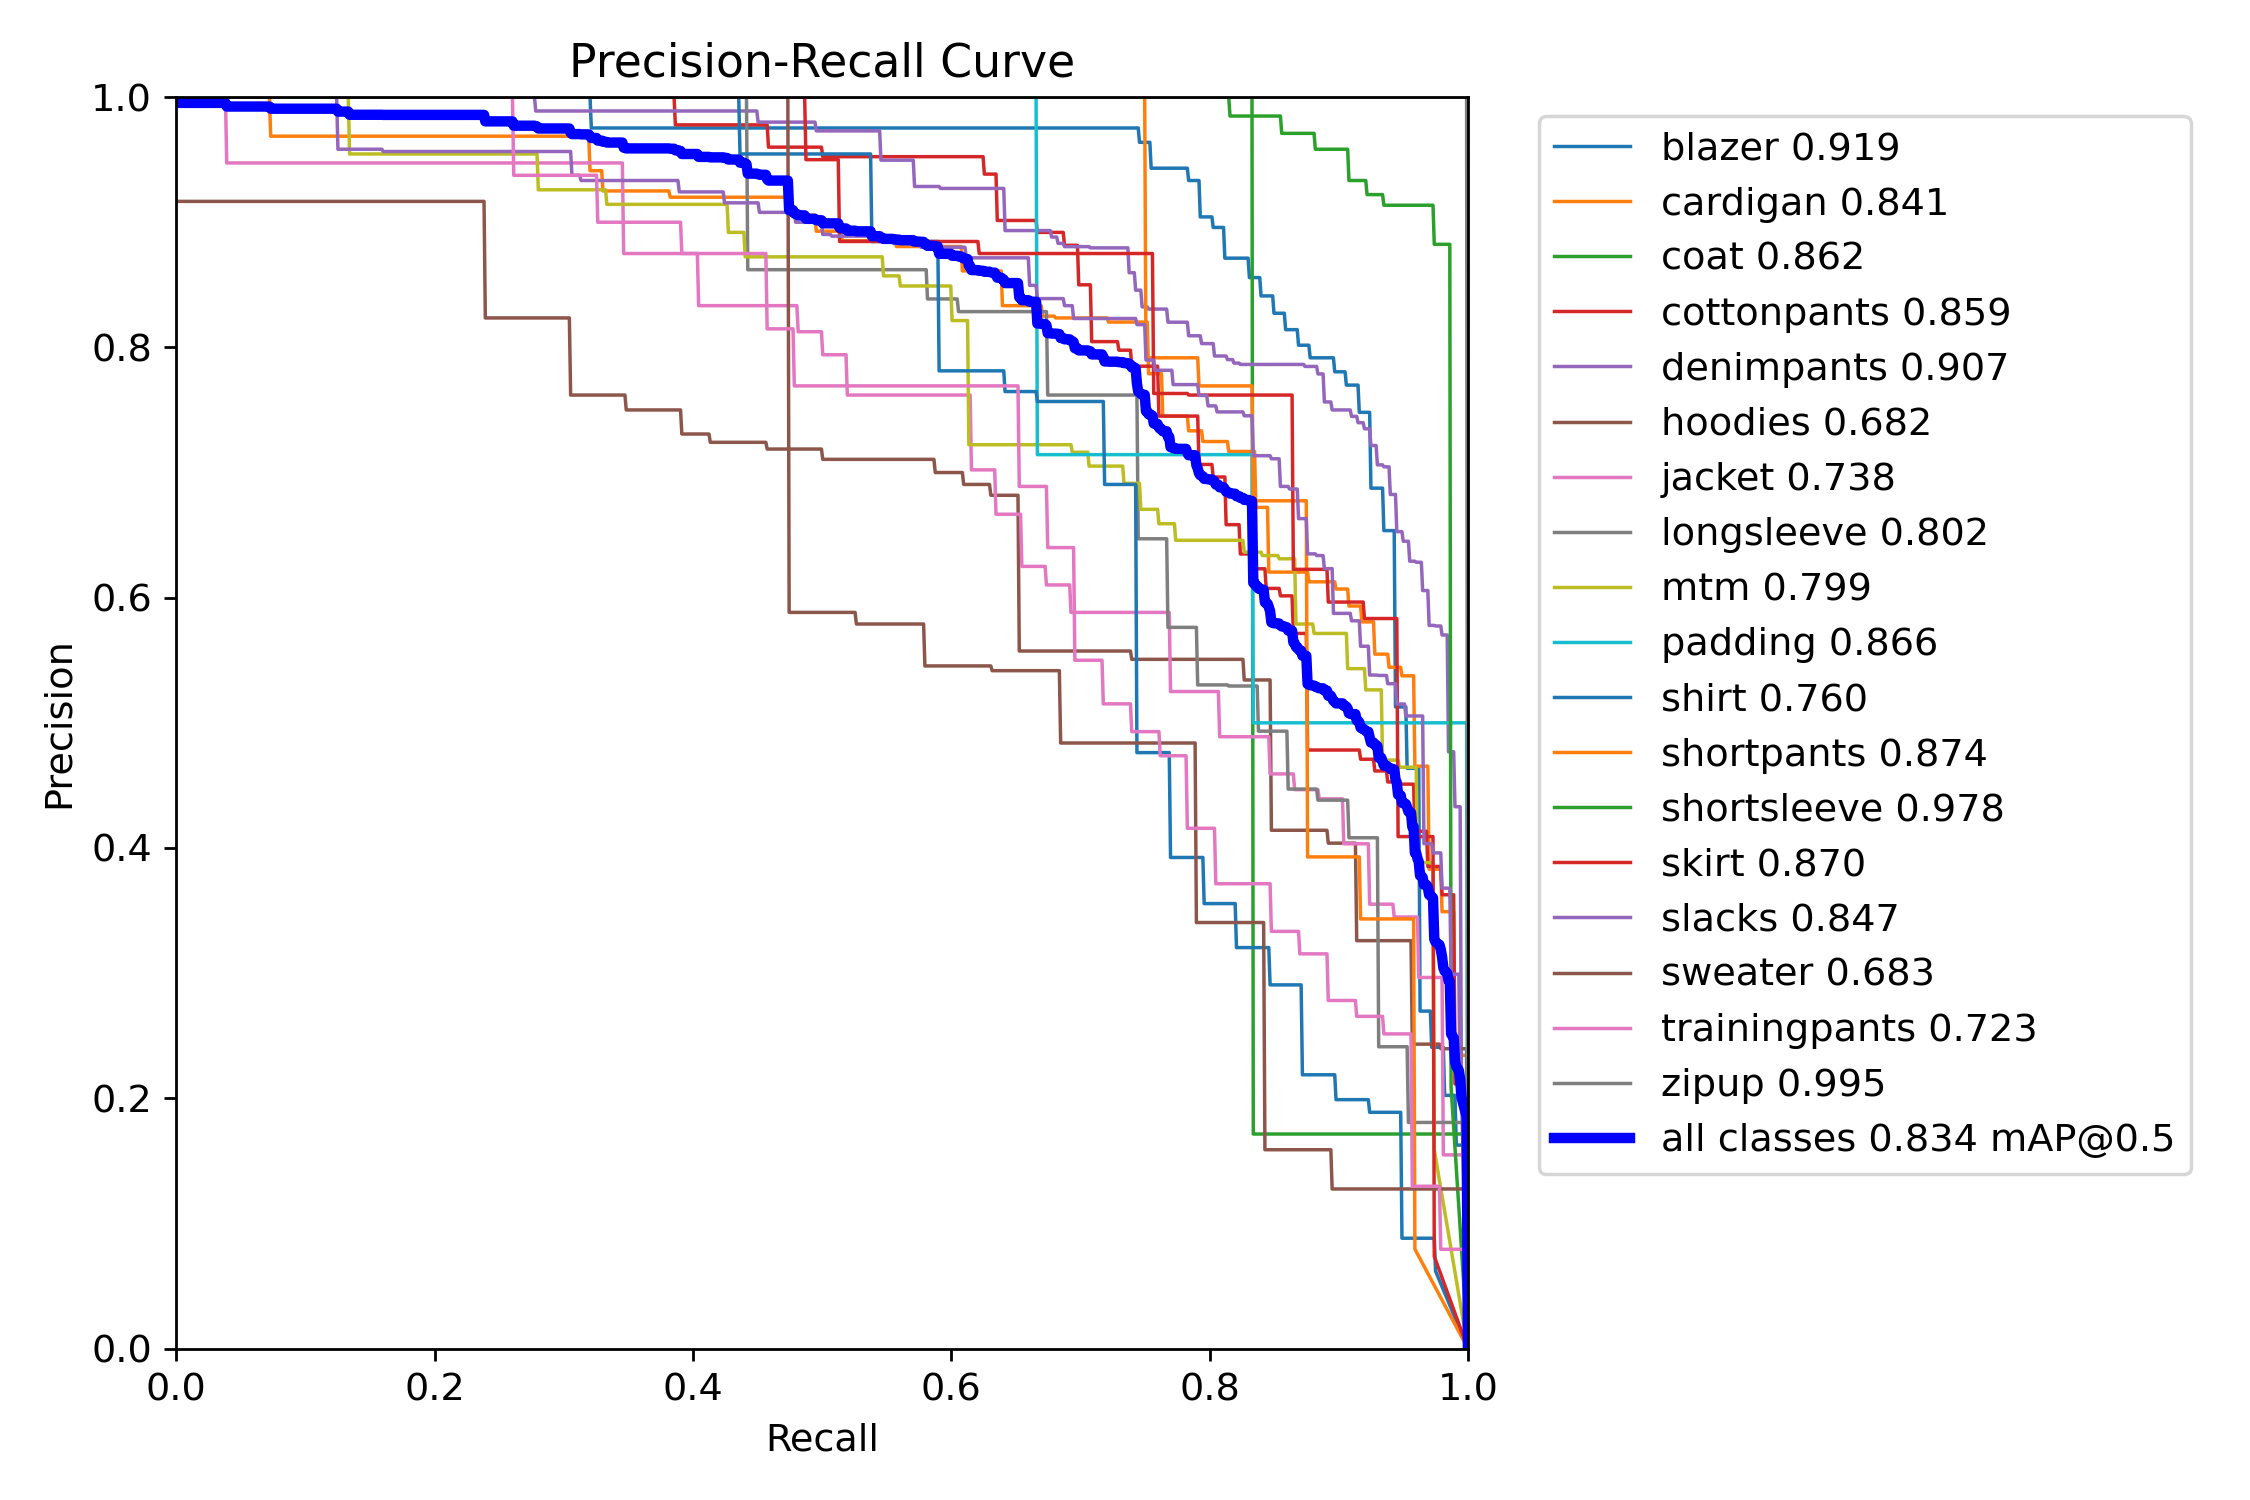 Precision-Recall Curve
1.0
0.8
0.6
0.4
0.2
0.0
Precision
0.0 0.2 0.4 0.6 0.8 1.0
Recall
blazer 0.919
cardigan 0.841
coat 0.862
cottonpants 0.859
denimpants 0.907
hoodies 0.682
jacket 0.738
longsleeve 0.802
mtm 0.799
padding 0.866
shirt 0.760
shortpants 0.874
shortsleeve 0.978
skirt 0.870
slacks 0.847
sweater 0.683
trainingpants 0.723
zipup 0.995
all classes 0.834 mAP@0.5